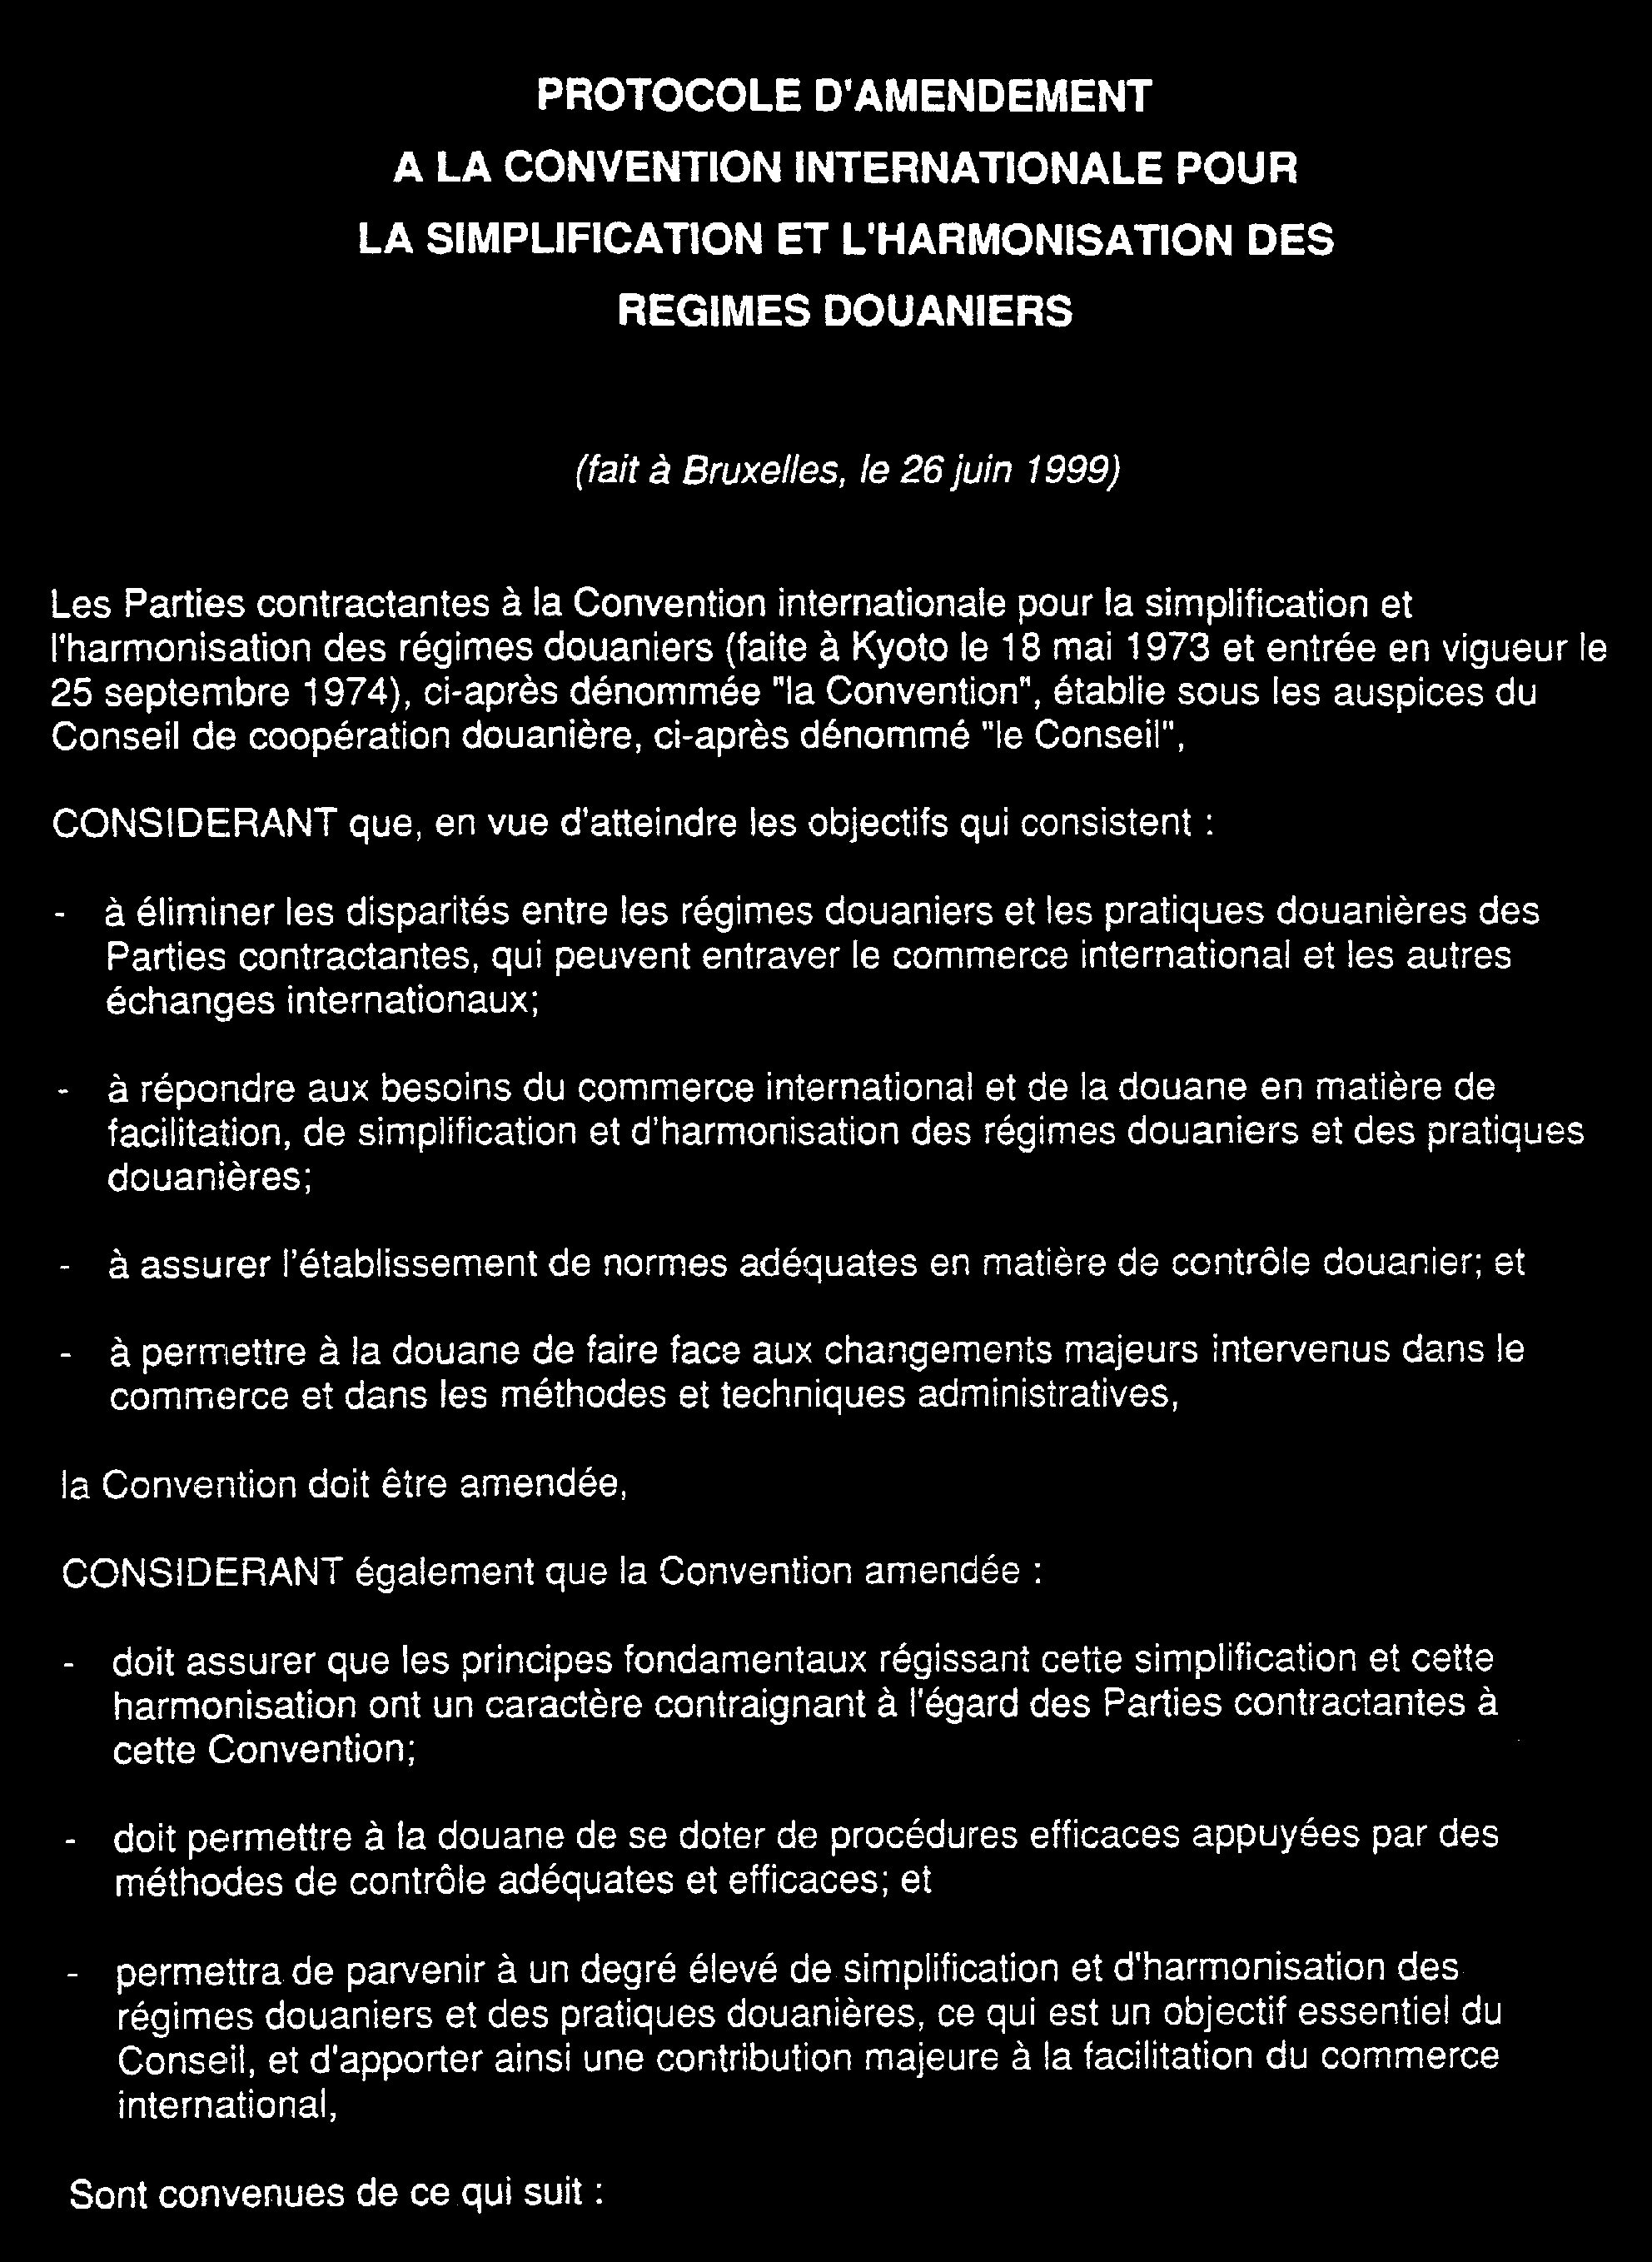 PROTOCOLE D'AMENDEMENT
A LA CONVENTION INTERNATIONALE POUR
LA SIMPLIFICATION ET L'HARMONISATION DES
REGIMES DOUANIERS
(fait à Bruxelles, le 26 juin 1999)
Les Parties contractantes à la Convention internationale pour la simplification et
l'harmonisation des régimes douaniers (faite à Kyoto le 18 mai 1973 et entrée en vigueur le
25 septembre 1974), ci-après dénommée "la Convention", établie sous les auspices du
Conseil de coopération douanière, ci-après dénommé "le Conseil",
CONSIDERANT que, en vue d'atteindre les objectifs qui consistent :
- à éliminer les disparités entre les régimes douaniers et les pratiques douanières des
Parties contractantes, qui peuvent entraver le commerce international et les autres
échanges internationaux;
- à répondre aux besoins du commerce international et de la douane en matière de
facilitation, de simplification et d'harmonisation des régimes douaniers et des pratiques
douanières;
- à assurer l'établissement de normes adéquates en matière de contrôle douanier; et
- à permettre à la douane de faire face aux changements majeurs intervenus dans le
commerce et dans les méthodes et techniques administratives,
la Convention doit être amendée,
CONSIDERANT également que la Convention amendée :
- doit assurer que les principes fondamentaux régissant cette simplification et cette
harmonisation ont un caractère contraignant à l'égard des Parties contractantes à
cette Convention;
- doit permettre à la douane de se doter de procédures efficaces appuyées par des
méthodes de contrôle adéquates et efficaces; et
- permettra de parvenir à un degré élevé de simplification et d'harmonisation des
régimes douaniers et des pratiques douanières, ce qui est un objectif essentiel du
Conseil, et d'apporter ainsi une contribution majeure à la facilitation du commerce
international,
Sont convenues de ce qui suit :